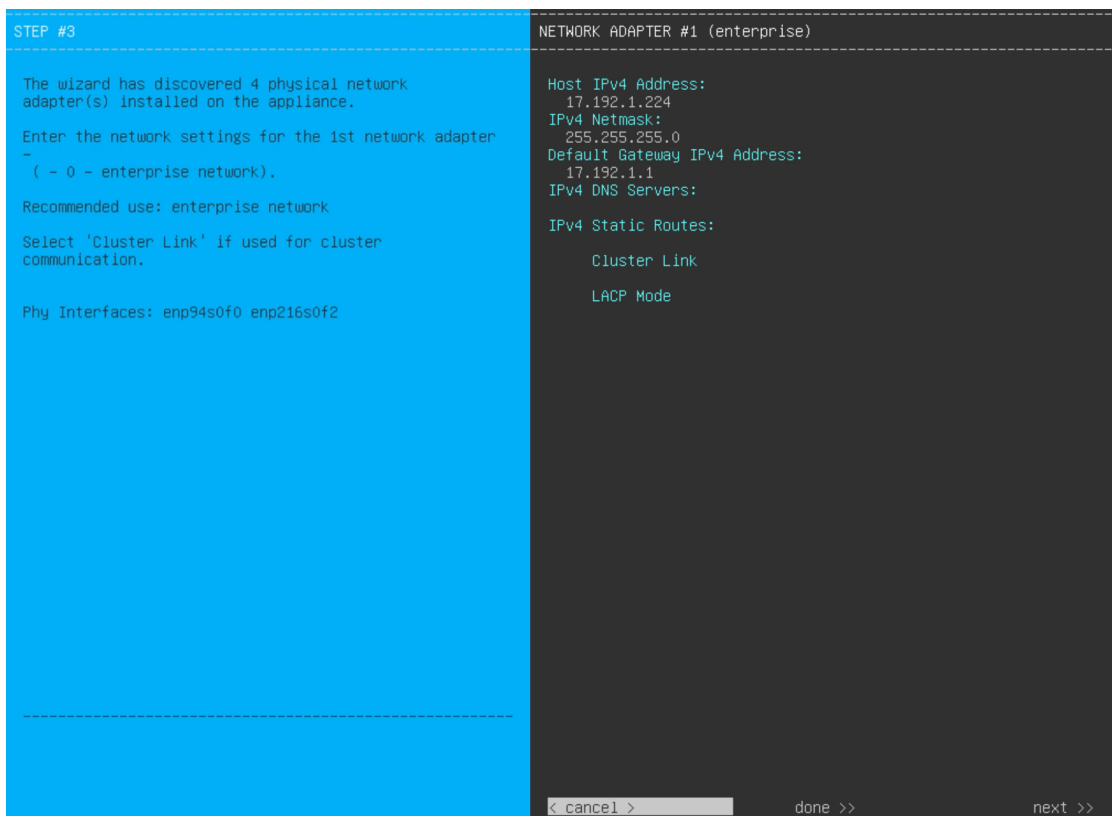 STEP #3
The wizard has discovered 4 physical network
adapter(s) installed on the appliance.
Enter the network settings for the 1st network adapter
-
( - 0 - enterprise network).
Recommended use: enterprise network
Select 'Cluster Link' if used for cluster
communication.
Phy Interfaces: enp94s0f0 enp216s0f2
NETWORK ADAPTER #1 (enterprise)
Host IPv4 Address:
17.192.1.224
IPv4 Netmask:
255.255.255.0
Default Gateway IPv4 Address:
17.192.1.1
IPv4 DNS Servers:
IPv4 Static Routes:
Cluster Link
LACP Mode
< cancel > done >> next >>